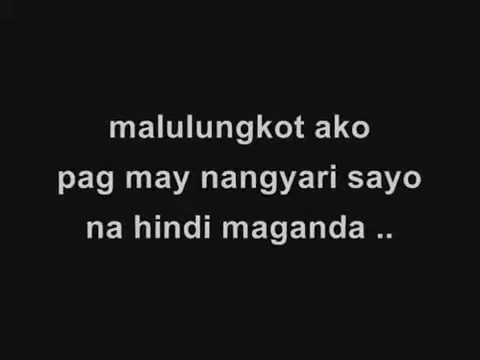 malulungkot ako
pag may nangyari sayo
na hindi maganda ..